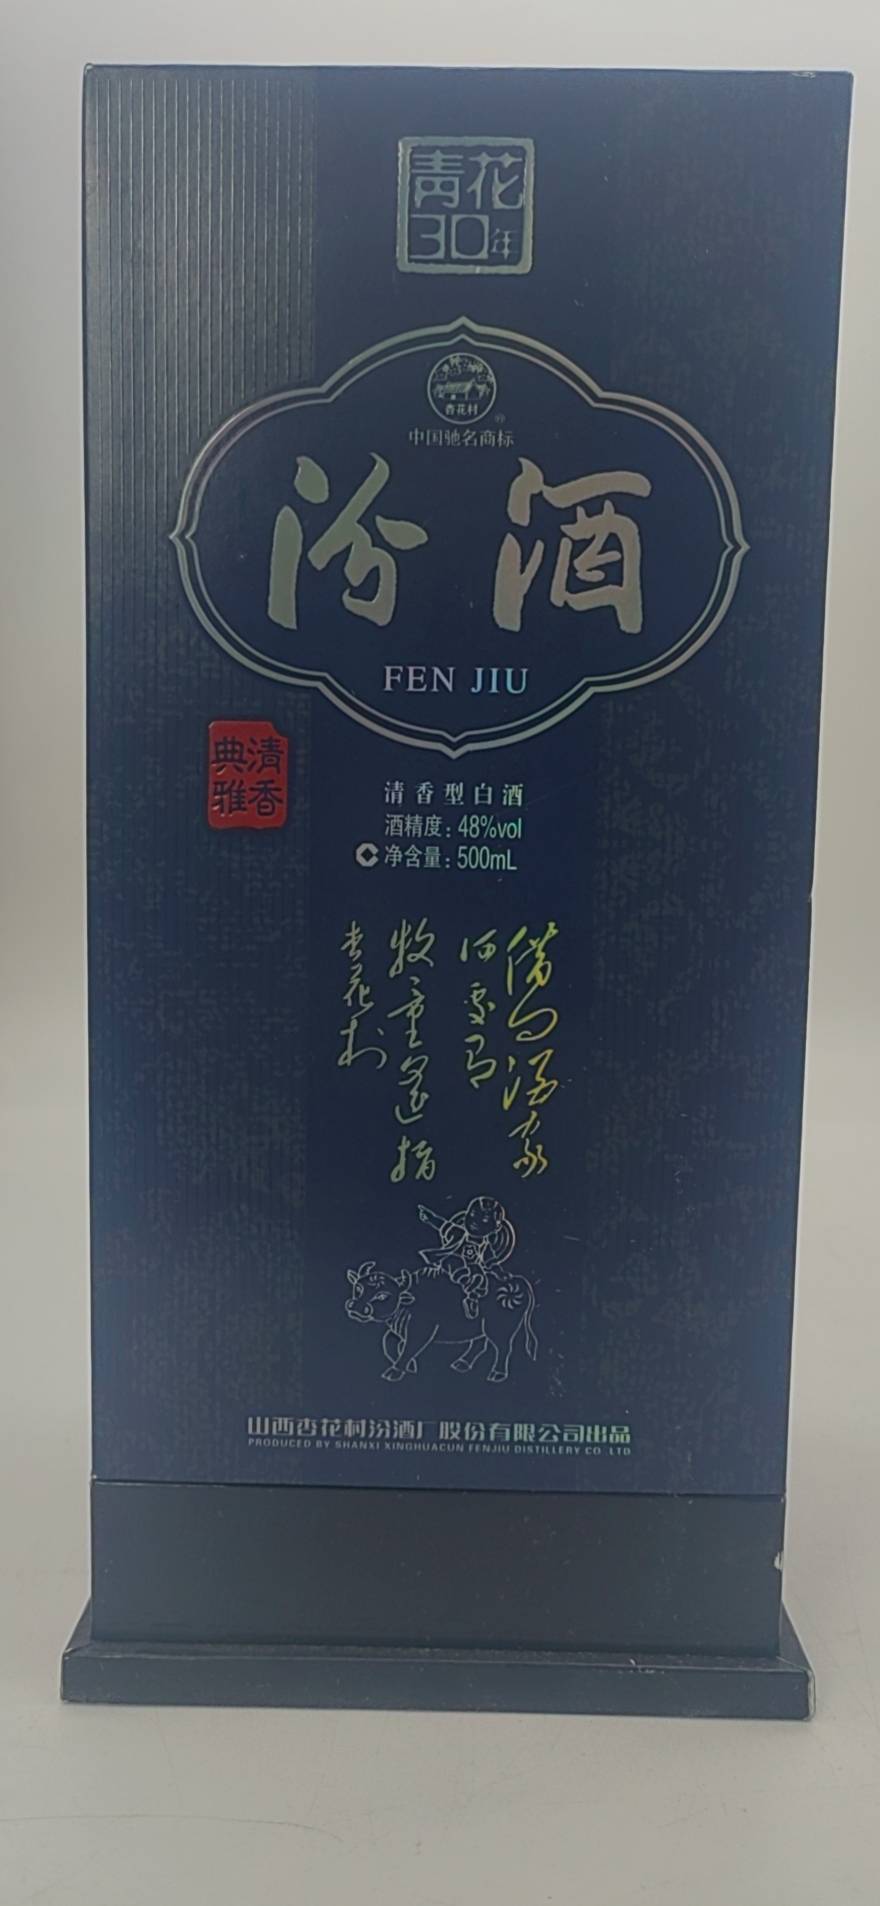 青花
30年
杏花村
®
中国驰名商标
汾酒
FEN JIU
清香
典雅
清香型白酒
酒精度：48%vol
净含量：500mL
借问酒家
何处有
牧童遥指
杏花村
山西杏花村汾酒厂股份有限公司出品
PRODUCED BY SHANXI XINGHUACUN FENJIU DISTILLERY CO .LTD